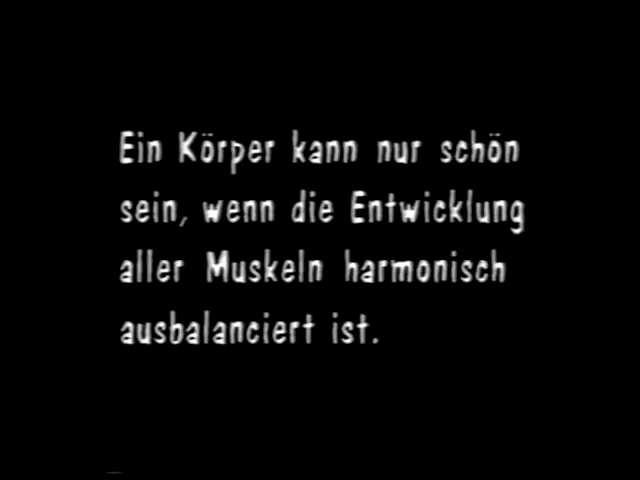 Ein Körper kann nur schön
sein, wenn die Entwicklung
aller Muskeln harmonisch
ausbalanciert ist.